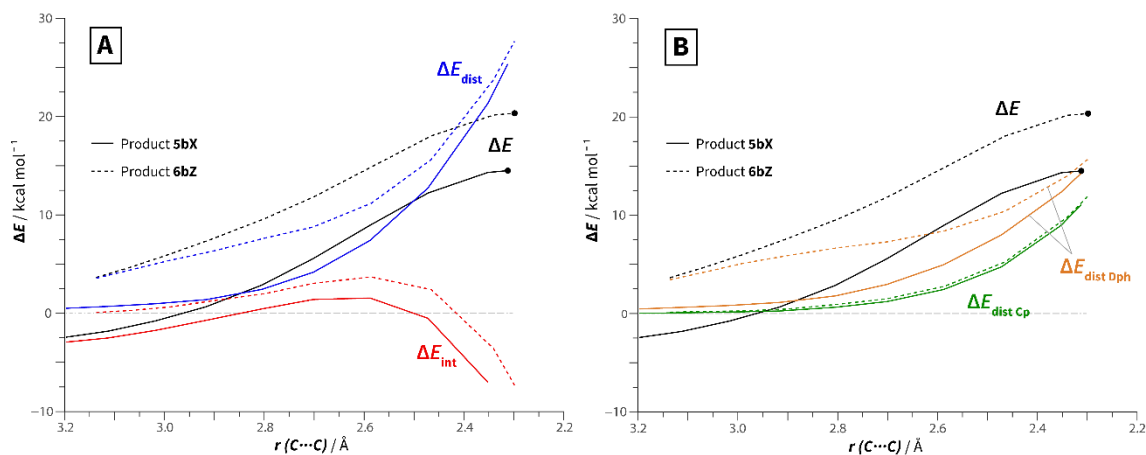 A
30
20
10
0
−10
ΔE / kcal mol⁻¹
ΔE_dist
ΔE
ΔE_int
Product 5bX
Product 6bZ
3.2 3.0 2.8 2.6 2.4 2.2
r (C···C) / Å
B
30
20
10
0
−10
ΔE / kcal mol⁻¹
ΔE
Product 5bX
Product 6bZ
ΔE_dist Dph
ΔE_dist Cp
3.2 3.0 2.8 2.6 2.4 2.2
r (C···C) / Å